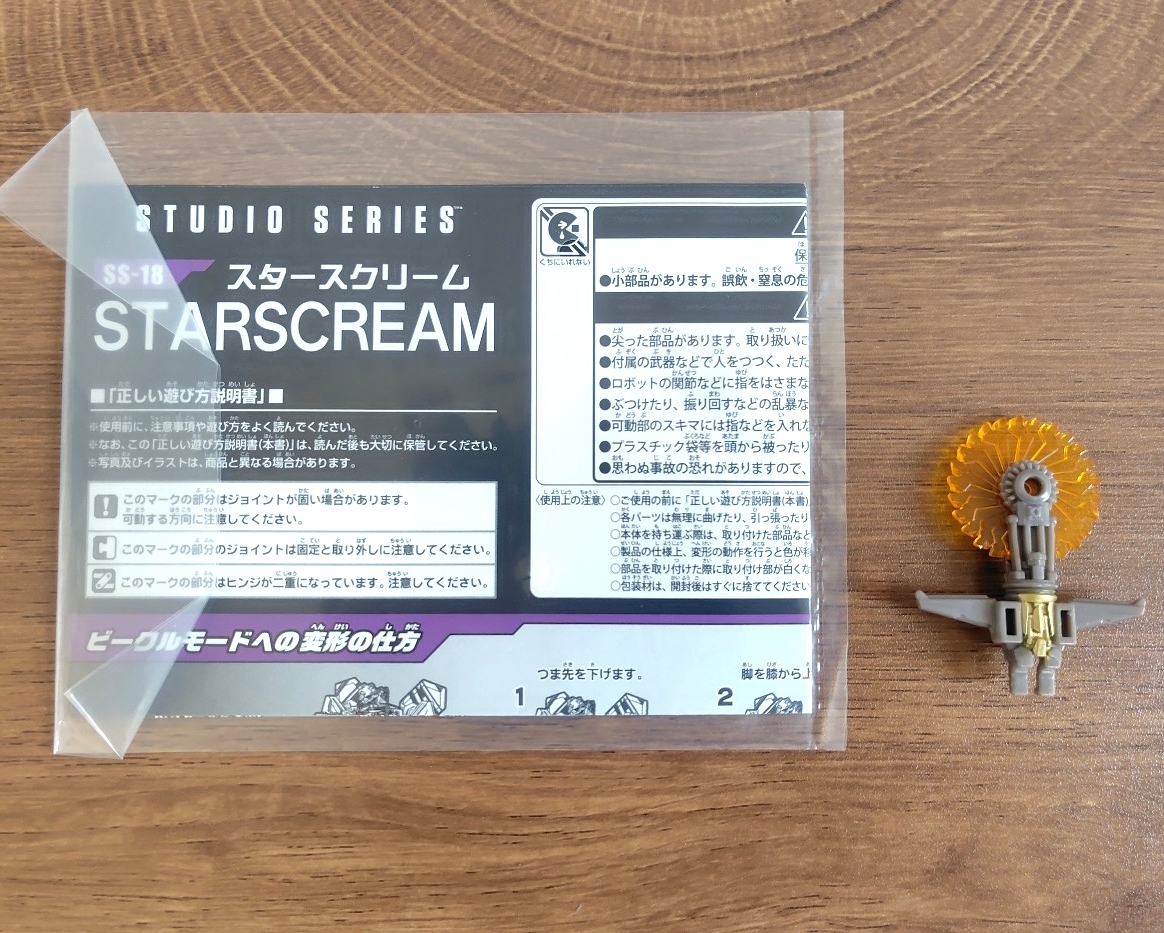 STUDIO SERIES™
SS-18
スタースクリーム
STARSCREAM
■「正しい遊び方説明書」■
※使用前に、注意事項や遊び方をよく読んでください。
※なお、この「正しい遊び方説明書(本書)」は、読んだ後も大切に保管してください。
※写真及びイラストは、商品と異なる場合があります。
!
このマークの部分はジョイントが固い場合があります。
可動する方向に注意してください。
このマークの部分のジョイントは固定と取り外しに注意してください。
このマークの部分はヒンジが二重になっています。注意してください。
くちにいれない
保
●小部品があります。誤飲・窒息の危
●尖った部品があります。取り扱いに
●付属の武器などで人をつつく、たた
●ロボットの関節などに指をはさまな
●ぶつけたり、振り回すなどの乱暴な
●可動部のスキマには指などを入れ
●プラスチック袋等を頭から被ったり
●思わぬ事故の恐れがありますので、
〈使用上の注意〉
○ご使用の前に「正しい遊び方説明書(本書)
○各パーツは無理に曲げたり、引っ張ったり
○本体を持ち運ぶ際は、取り付けた部品など
○製品の仕様上、変形の動作を行うと色が
○部品を取り付けた際に取り付け部が白くな
○包装材は、開封後はすぐに捨ててください
ビークルモードへの変形の仕方
1
つま先を下げます。
2
脚を膝から上